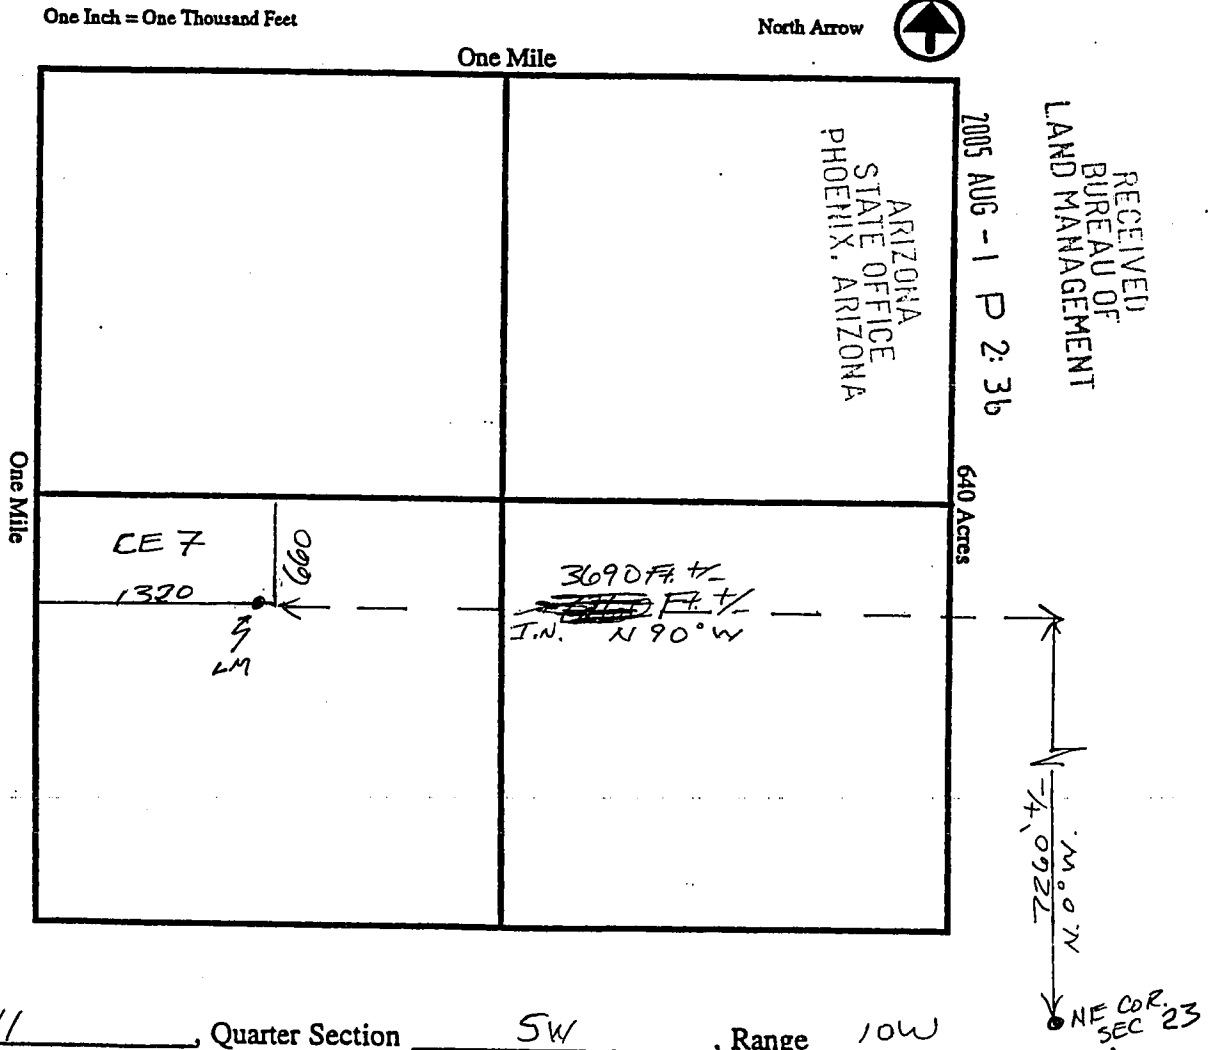 One Inch = One Thousand Feet
North Arrow
One Mile
RECEIVED
BUREAU OF
LAND MANAGEMENT
2005 AUG -1 P 2:36
ARIZONA
STATE OFFICE
PHOENIX, ARIZONA
One Mile
640 Acres
CE 7
660
1320
LM
3690 Ft. +/-
Ft. +/-
I.N. N 90° W
N 0° W
7260' +/-
NE COR.
SEC 23
, Quarter Section SW , Range 10W